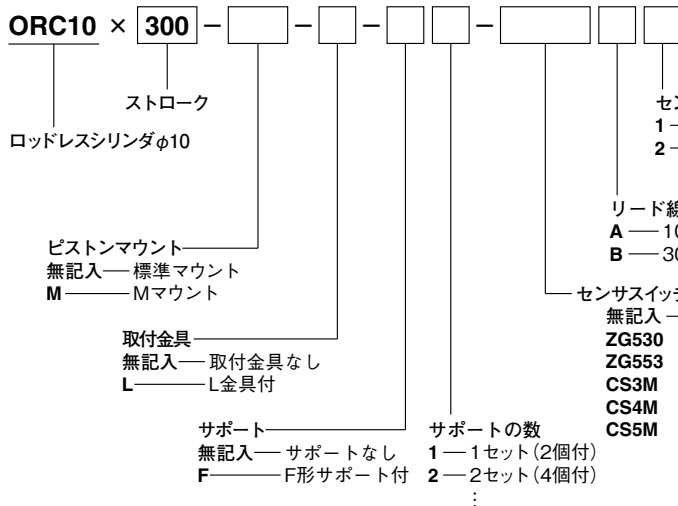 ORC10 × 300 − − − −
ストローク
ロッドレスシリンダφ10
セン
1
2
リード線
A — 10
B — 30
ピストンマウント
無記入 — 標準マウント
M — Mマウント
センサスイッチ
無記入
ZG530
ZG553
CS3M
CS4M
CS5M
取付金具
無記入 — 取付金具なし
L — L金具付
サポート
無記入 — サポートなし
F — F形サポート付
サポートの数
1 — 1セット(2個付)
2 — 2セット(4個付)
⋮